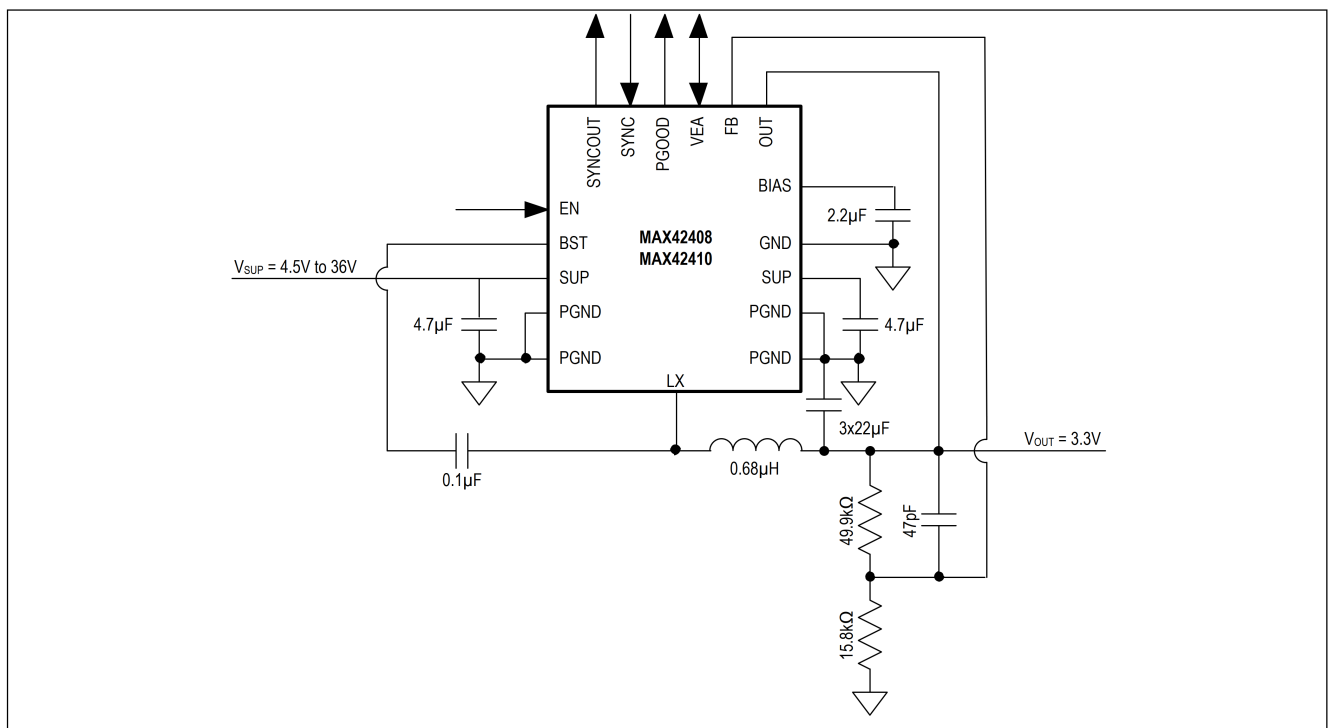 SYNCOUT
SYNC
PGOOD
VEA
FB
OUT
EN
BST
SUP
PGND
PGND
MAX42408
MAX42410
BIAS
GND
SUP
PGND
PGND
LX
V_SUP = 4.5V to 36V
4.7µF
2.2µF
4.7µF
3x22µF
0.1µF
0.68µH
V_OUT = 3.3V
49.9kΩ
47pF
15.8kΩ